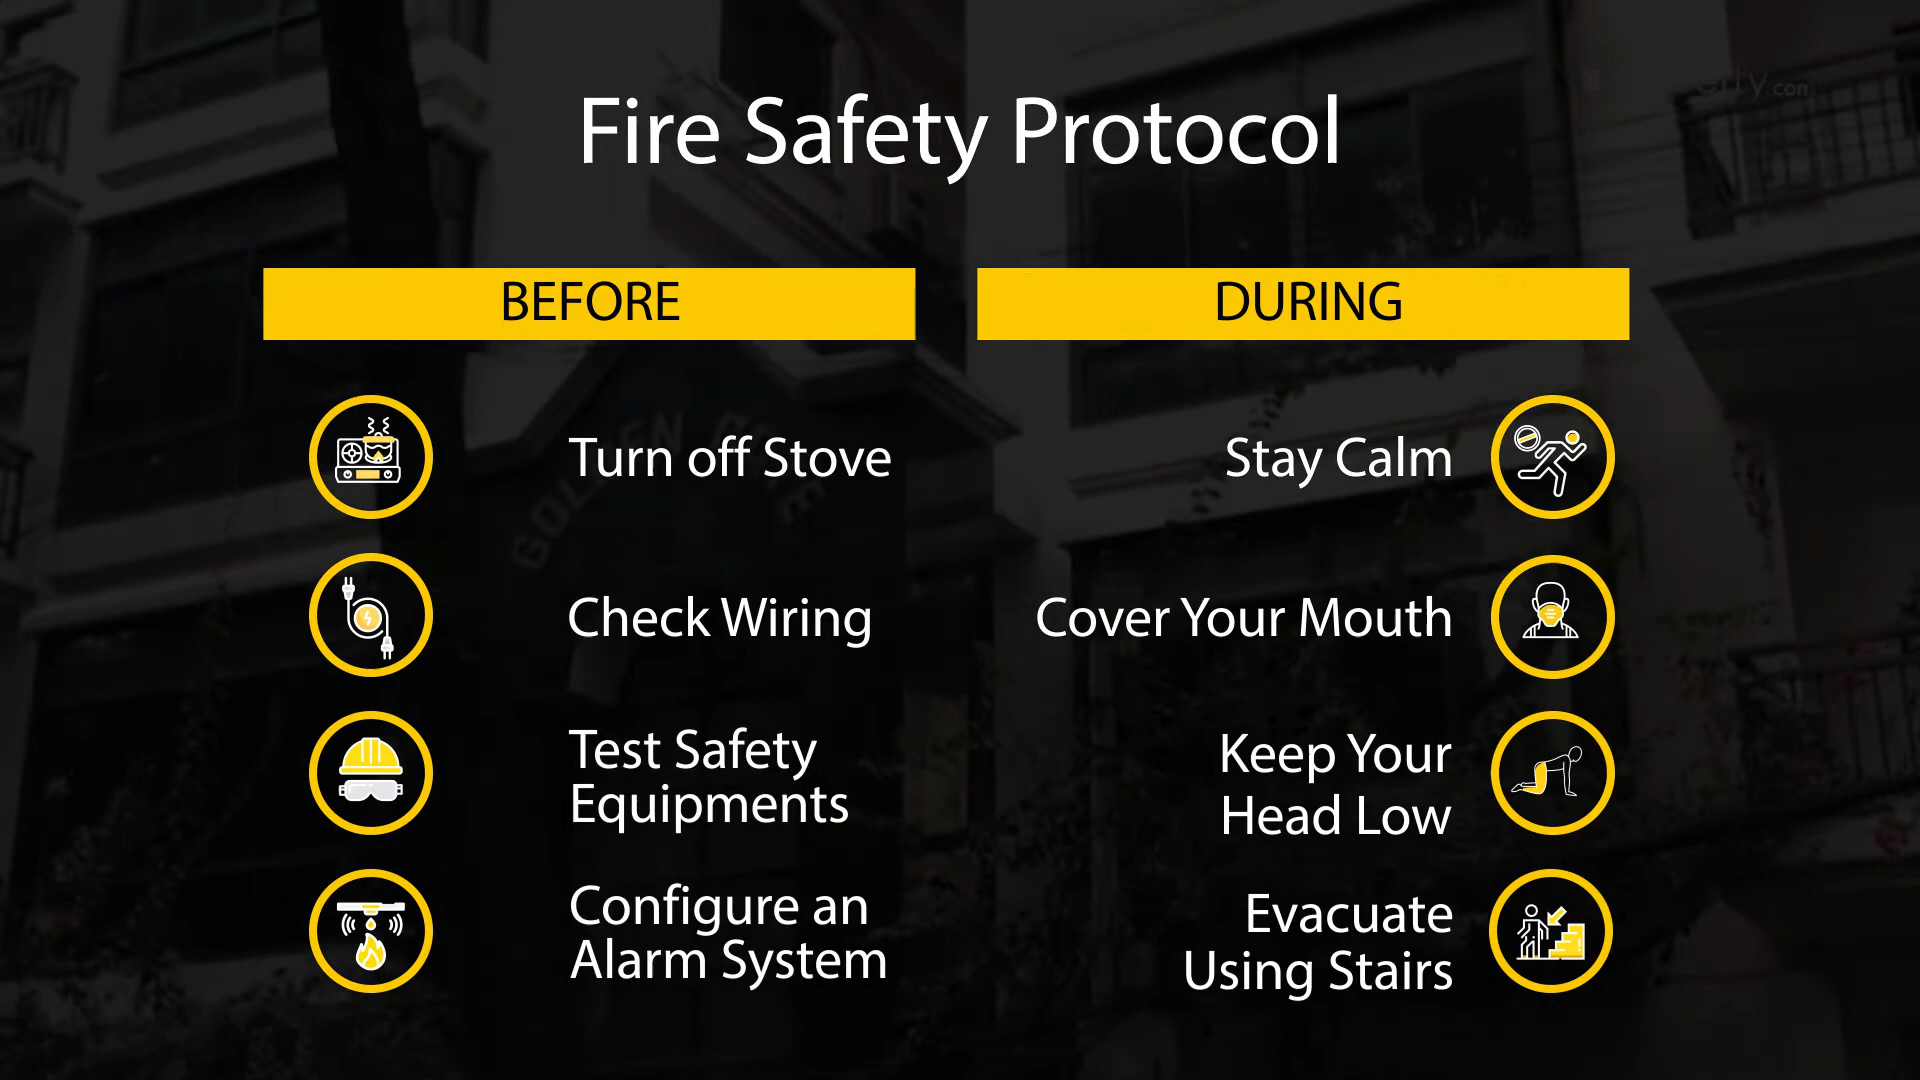 Fire Safety Protocol
BEFORE
Turn off Stove
Check Wiring
Test Safety
Equipments
Configure an
Alarm System
DURING
Stay Calm
Cover Your Mouth
Keep Your
Head Low
Evacuate
Using Stairs